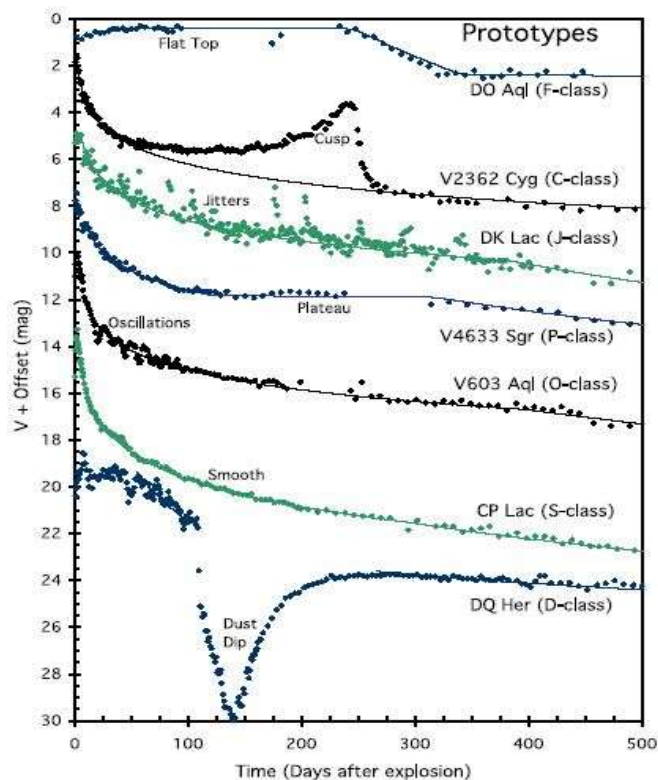 Prototypes
Flat Top
DO Aql (F-class)
Cusp
V2362 Cyg (C-class)
Jitters
DK Lac (J-class)
Plateau
V4633 Sgr (P-class)
Oscillations
V603 Aql (O-class)
Smooth
CP Lac (S-class)
DQ Her (D-class)
Dust
Dip
V + Offset (mag)
0
2
4
6
8
10
12
14
16
18
20
22
24
26
28
30
0
100
200
300
400
500
Time (Days after explosion)